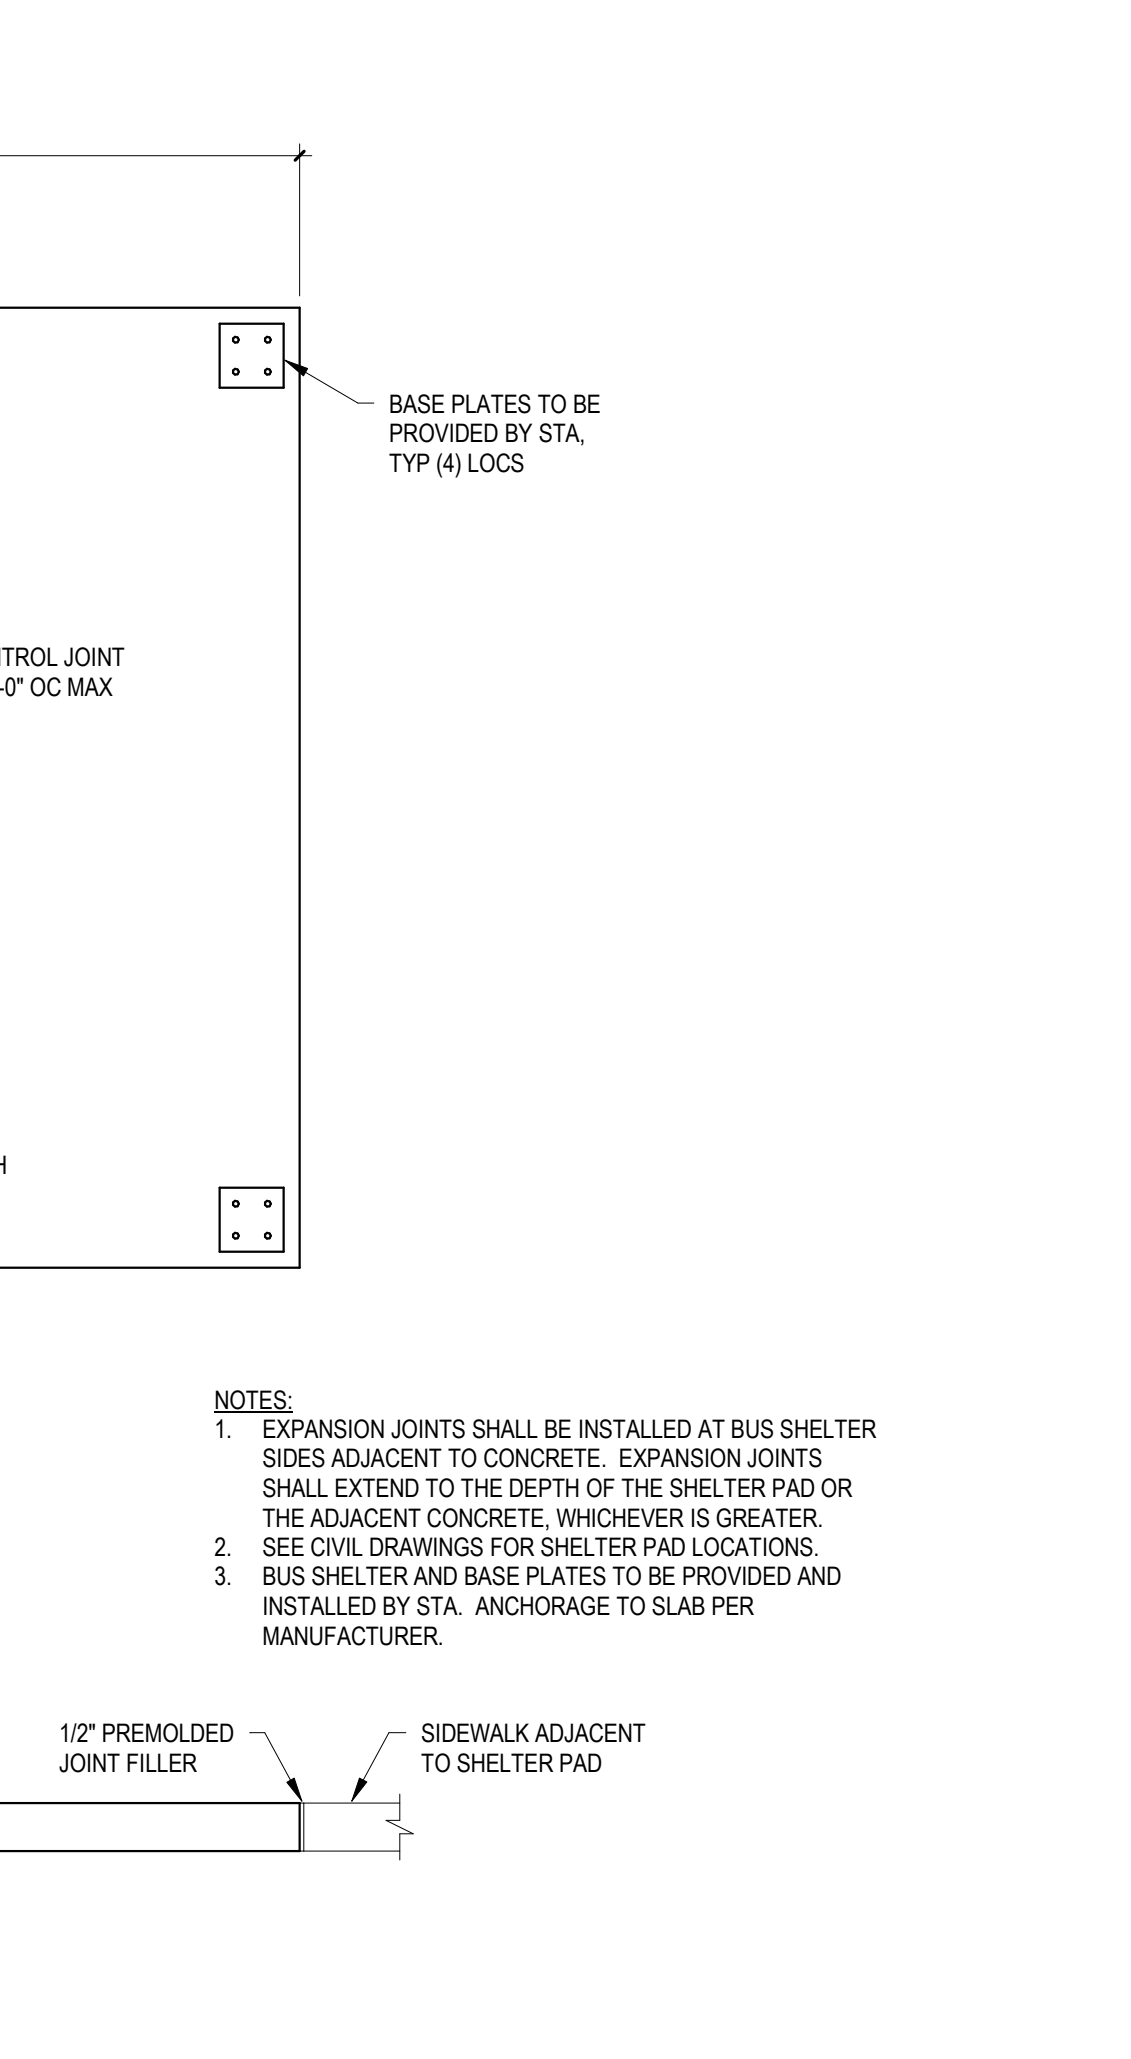 BASE PLATES TO BE
PROVIDED BY STA,
TYP (4) LOCS
TROL JOINT
-0" OC MAX
H
NOTES:
1. EXPANSION JOINTS SHALL BE INSTALLED AT BUS SHELTER
SIDES ADJACENT TO CONCRETE. EXPANSION JOINTS
SHALL EXTEND TO THE DEPTH OF THE SHELTER PAD OR
THE ADJACENT CONCRETE, WHICHEVER IS GREATER.
2. SEE CIVIL DRAWINGS FOR SHELTER PAD LOCATIONS.
3. BUS SHELTER AND BASE PLATES TO BE PROVIDED AND
INSTALLED BY STA. ANCHORAGE TO SLAB PER
MANUFACTURER.
1/2" PREMOLDED
JOINT FILLER
SIDEWALK ADJACENT
TO SHELTER PAD